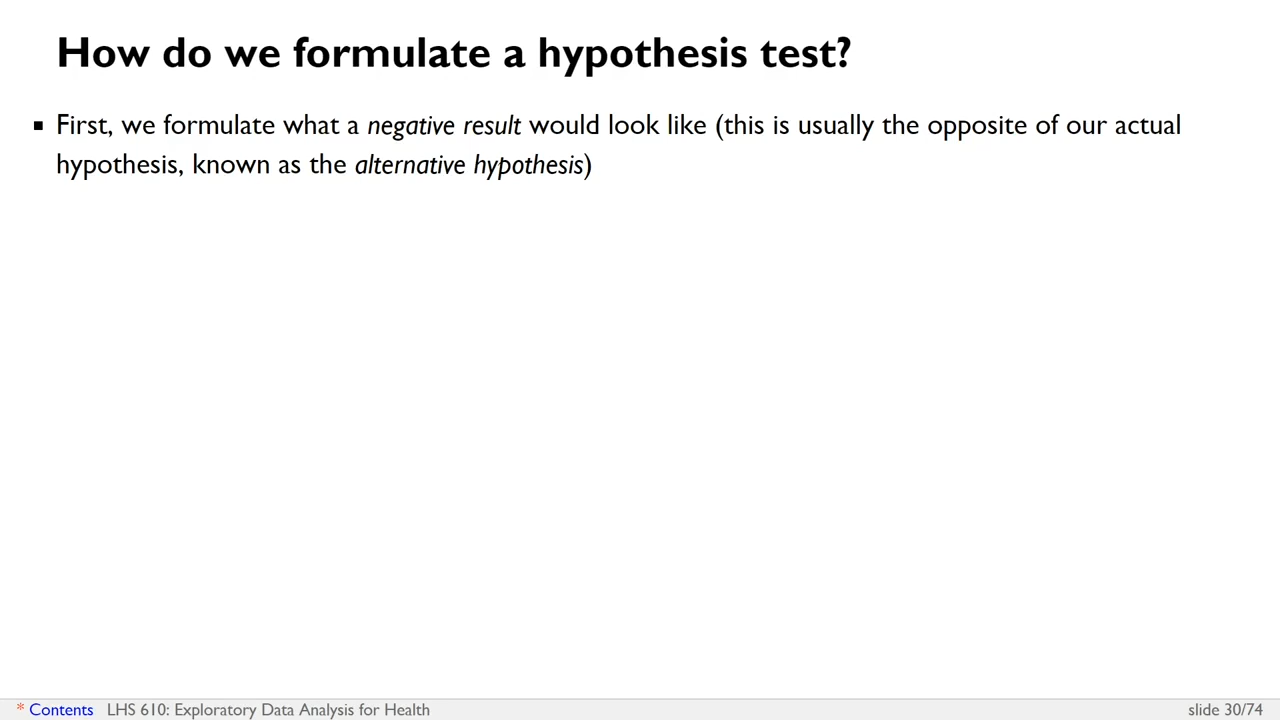 How do we formulate a hypothesis test?
▪ First, we formulate what a negative result would look like (this is usually the opposite of our actual
hypothesis, known as the alternative hypothesis)
* Contents LHS 610: Exploratory Data Analysis for Health slide 30/74